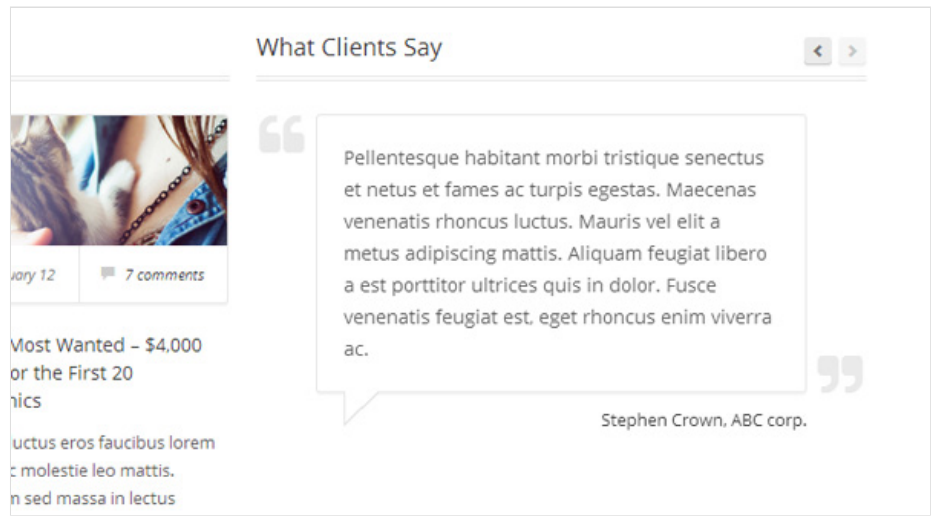 What Clients Say
Pellentesque habitant morbi tristique senectus
et netus et fames ac turpis egestas. Maecenas
venenatis rhoncus luctus. Mauris vel elit a
metus adipiscing mattis. Aliquam feugiat libero
a est porttitor ultrices quis in dolor. Fusce
venenatis feugiat est, eget rhoncus enim viverra
ac.
Stephen Crown, ABC corp.
uary 12
7 comments
Most Wanted – $4,000
or the First 20
nics
uctus eros faucibus lorem
c molestie leo mattis.
m sed massa in lectus